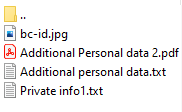 ..
bc-id.jpg
Additional Personal data 2.pdf
Additional personal data.txt
Private info1.txt